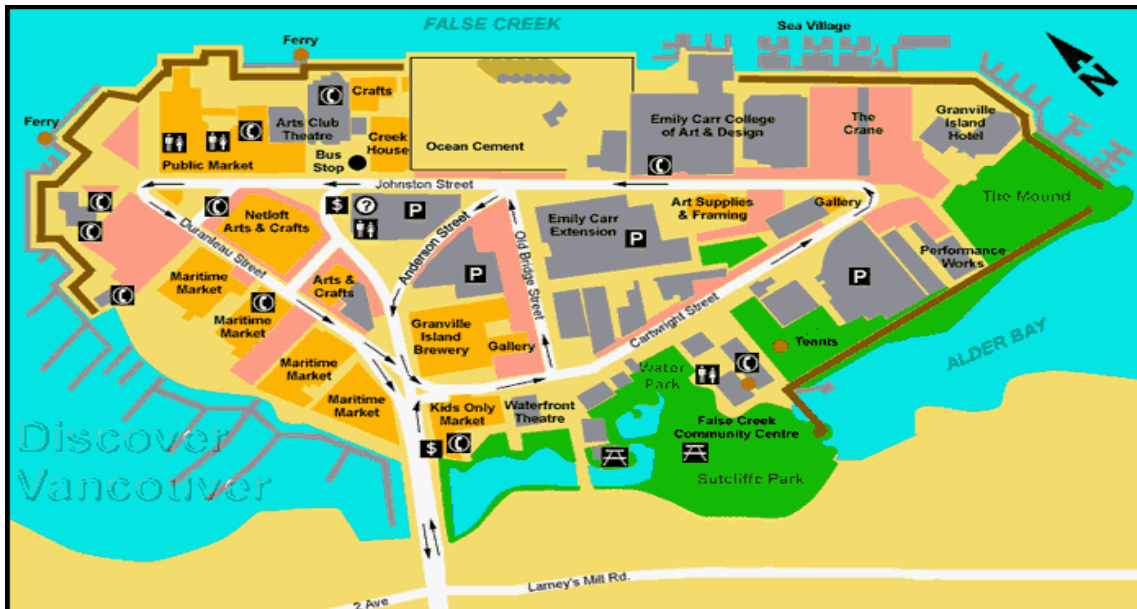 FALSE CREEK
Sea Village
Ferry
N
Crafts
Granville
Island
Hotel
Ferry
Arts Club
Theatre
Emily Carr College
of Art & Design
The
Crane
Creek
House
Ocean Cement
Public Market
Bus
Stop
Johnston Street
The Mound
$
?
P
Netloft
Arts & Crafts
Art Supplies
& Framing
Gallery
Emily Carr
Extension
P
Duranleau Street
Anderson Street
Old Bridge Street
Performance
Works
P
P
Maritime
Market
Arts &
Crafts
Maritime
Market
Granville
Island
Brewery
Gallery
Cartwright Street
Tennis
ALDER BAY
Maritime
Market
Water
Park
Maritime
Market
Kids Only
Market
Waterfront
Theatre
False Creek
Community Centre
$
Discover
Vancouver
Sutcliffe Park
Lamey's Mill Rd.
2 Ave